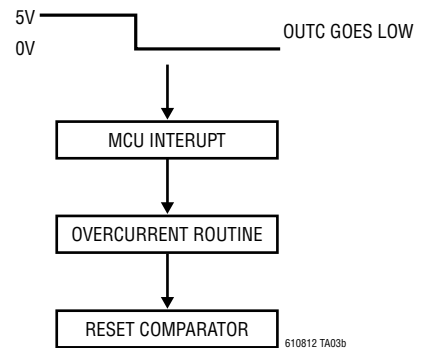 5V
0V
OUTC GOES LOW
MCU INTERUPT
OVERCURRENT ROUTINE
RESET COMPARATOR
610812 TA03b